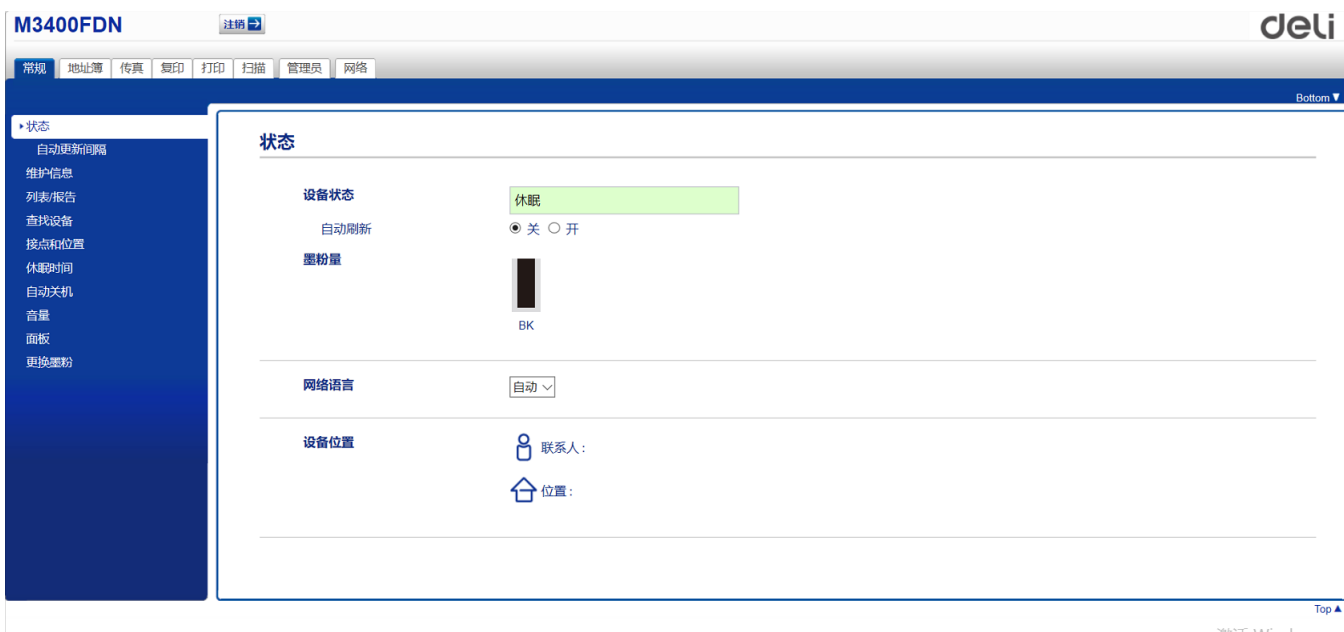 M3400FDN 注销 deli
常规 地址簿 传真 复印 打印 扫描 管理员 网络
Bottom▼
状态
自动更新间隔
维护信息
列表/报告
查找设备
接点和位置
休眠时间
自动关机
音量
面板
更换墨粉
状态
设备状态 休眠
自动刷新 关 开
墨粉量
BK
网络语言 自动
设备位置 联系人:
位置:
Top▲